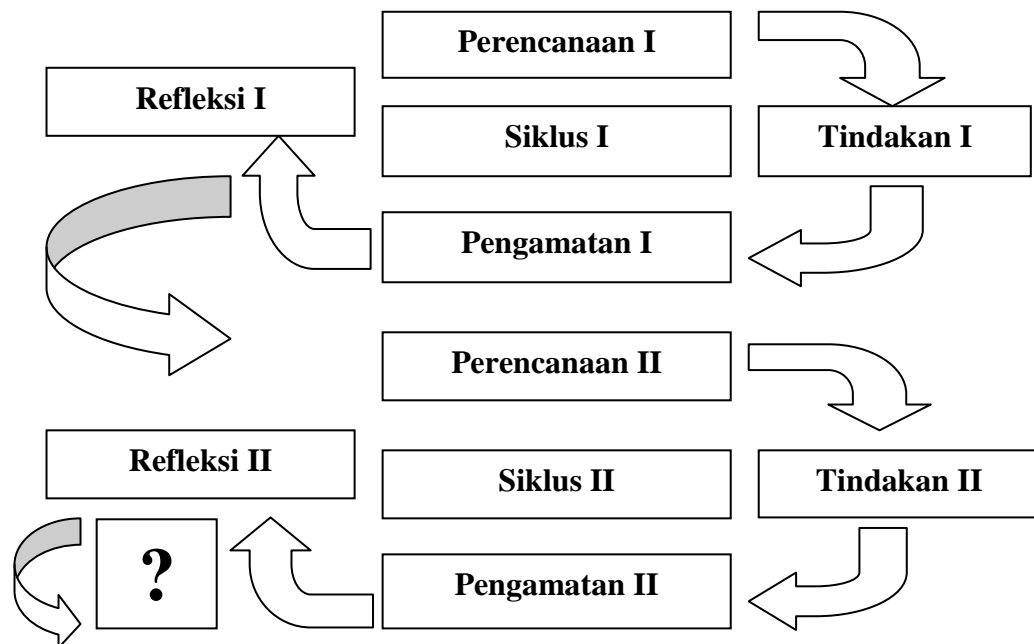 Perencanaan I
Refleksi I
Siklus I
Tindakan I
Pengamatan I
Perencanaan II
Refleksi II
Siklus II
Tindakan II
?
Pengamatan II